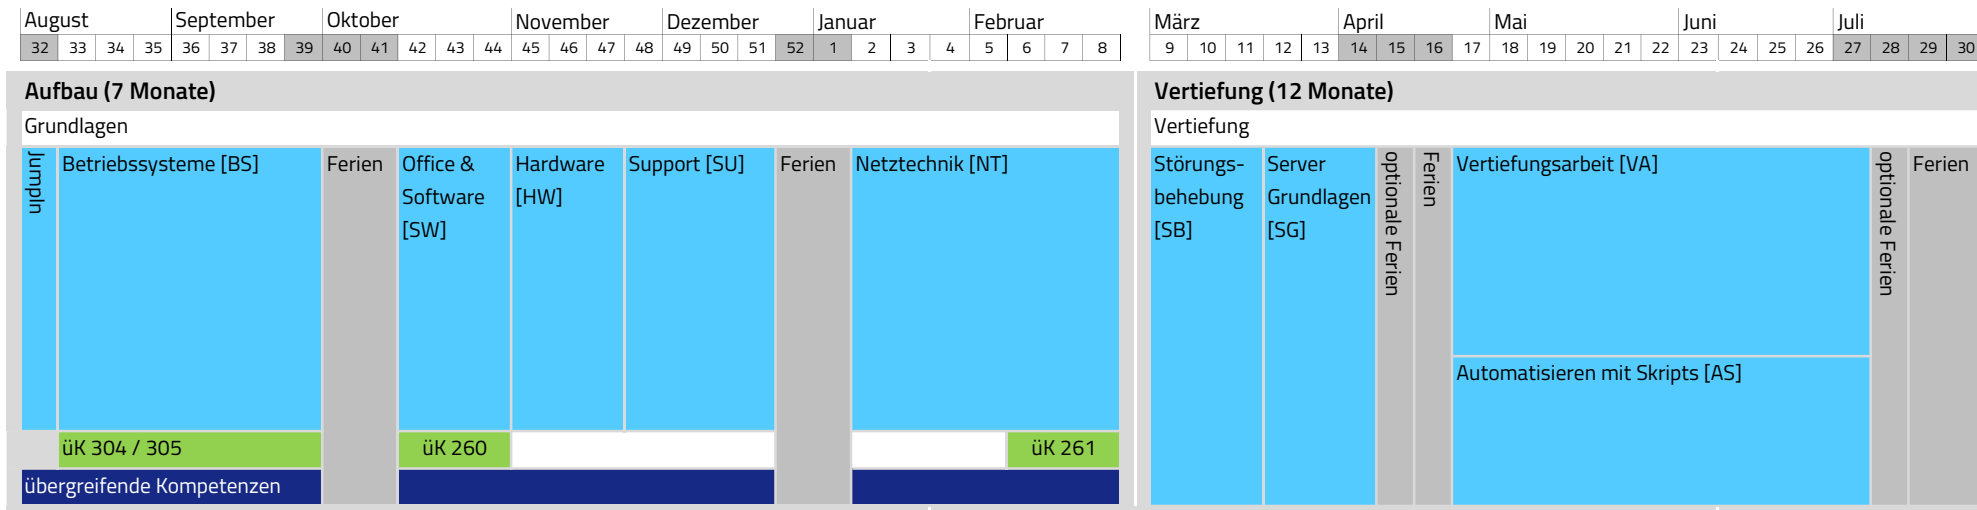 August September Oktober November Dezember Januar Februar März April Mai Juni Juli
32 33 34 35 36 37 38 39 40 41 42 43 44 45 46 47 48 49 50 51 52 1 2 3 4 5 6 7 8 9 10 11 12 13 14 15 16 17 18 19 20 21 22 23 24 25 26 27 28 29 30
Aufbau (7 Monate)
Grundlagen
JumpIn
Betriebssysteme [BS]
Ferien
Office &
Software
[SW]
Hardware
[HW]
Support [SU]
Ferien
Netztechnik [NT]
üK 304 / 305
üK 260
üK 261
übergreifende Kompetenzen
Vertiefung (12 Monate)
Vertiefung
Störungs-
behebung
[SB]
Server
Grundlagen
[SG]
optionale Ferien
Ferien
Vertiefungsarbeit [VA]
Automatisieren mit Skripts [AS]
optionale Ferien
Ferien